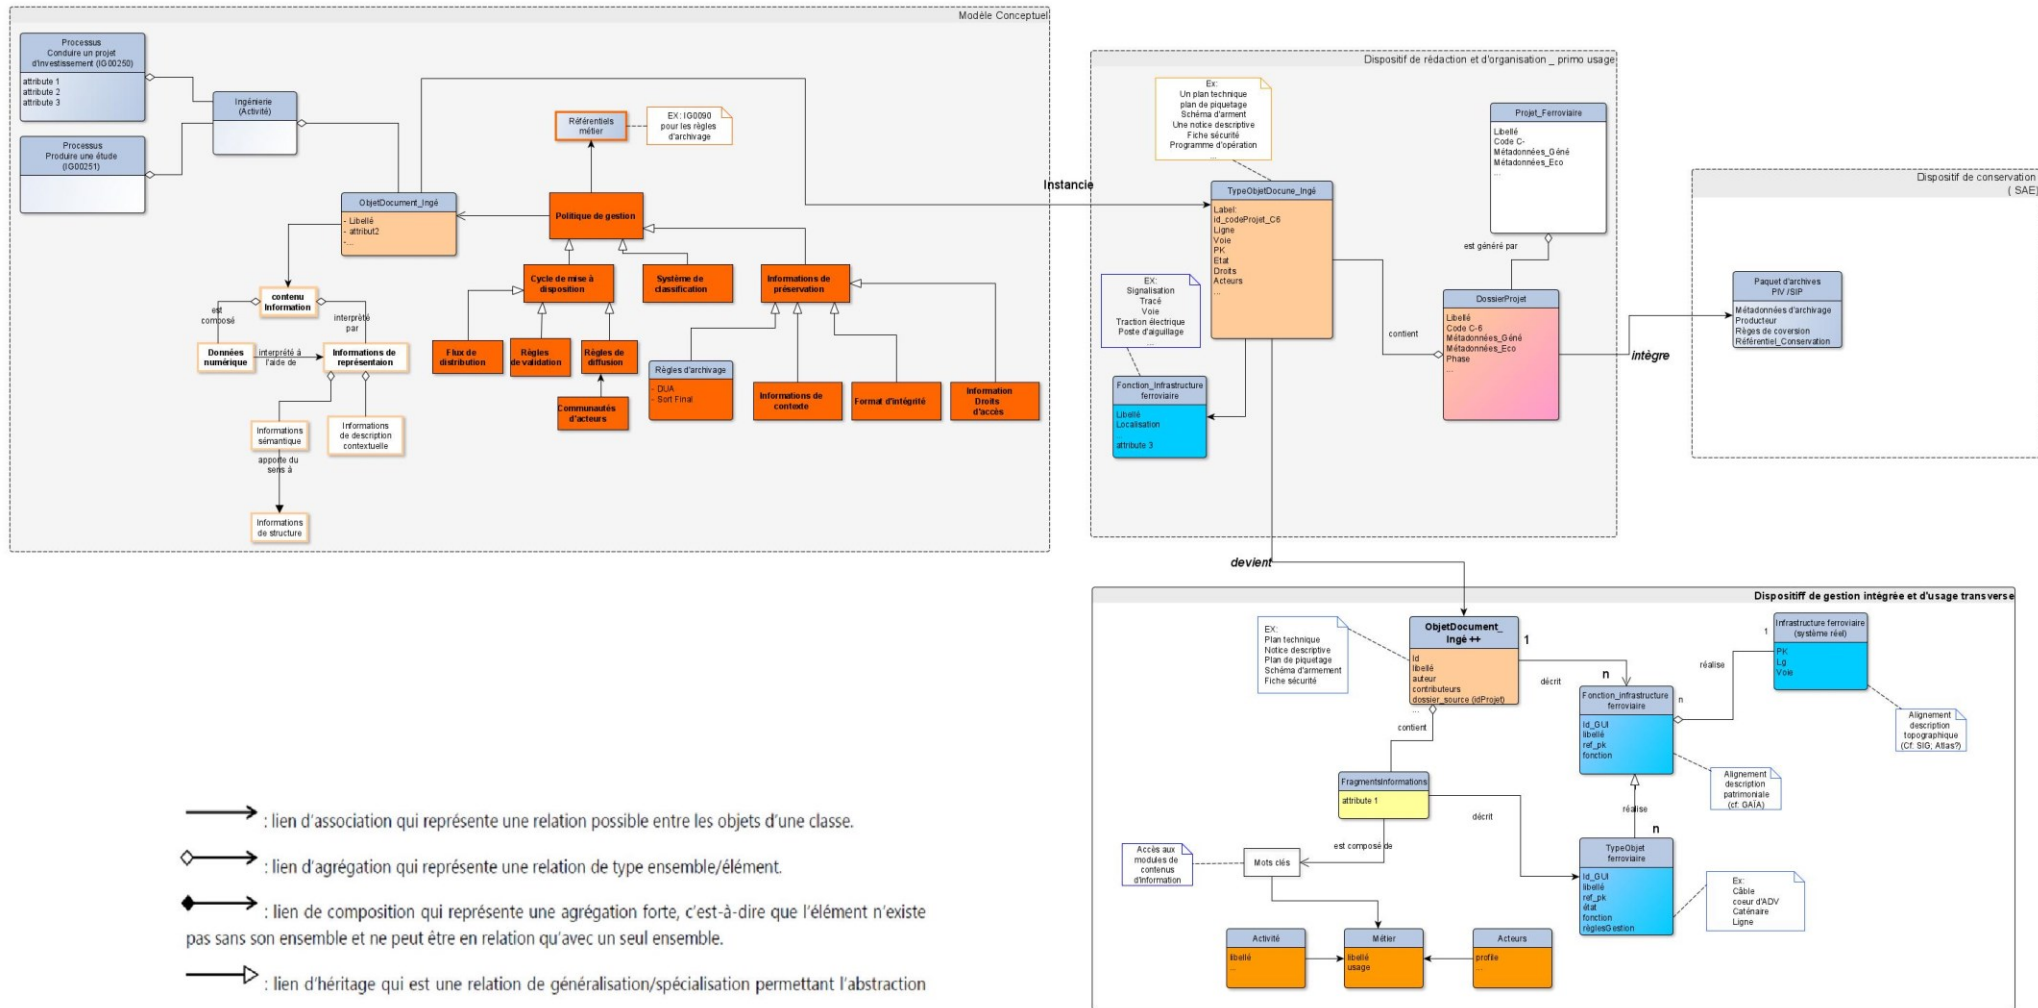 Modèle Conceptuel
Processus
Conduire un projet
d'investissement (IG00250)
attribute 1
attribute 2
attribute 3
Processus
Produire une étude
(IG00251)
Ingénierie
(Activité)
Référentiels
métier
EX: IG0090
pour les règles
d'archivage
ObjetDocument_Ingé
- Libellé
- attribut2
-...
Politique de gestion
Cycle de mise à
disposition
Système de
classification
Informations de
préservation
contenu
Information
est
composé
interprèté
par
Données
numérique
interprété à
l'aide de
Informations de
représentaion
Informations
sémantique
Informations
de description
contextuelle
apporte du
sens à
Informations
de structure
Flux de
distribution
Règles
de validation
Règles de
diffusion
Communautés
d'acteurs
Règles d'archivage
- DUA
- Sort Final
Informations de
contexte
Format d'intégrité
Information
Droits
d'accès
Instancie
Dispositif de rédaction et d'organisation _ primo usage
Ex:
Un plan technique
plan de piquetage
Schéma d'arment
Une notice descriptive
Fiche sécurité
Programme d'opération
...
Projet_Ferroviaire
Libellé
Code C-
Métadonnées_Géné
Métadonnées_Eco
...
TypeObjetDocune_Ingé
Label:
id_codeProjet_C6
Ligne
Voie
PK
Etat
Droits
Acteurs
...
est généré par
EX:
Signalisation
Tracé
Voie
Traction électrique
Poste d'aiguillage
...
contient
DossierProjet
Libellé
Code C-6
Métadonnées_Géné
Métadonnées_Eco
Phase
...
Fonction_Infrastructure
ferroviaire
Libellé
Localisation
...
attribute 3
intègre
Dispositif de conservation
( SAE)
Paquet d'archives
PIV /SIP
Métadonnées d'archivage
Producteur
Règes de coversion
Référentiel_Conservation
devient
Dispositiff de gestion intégrée et d'usage transverse
EX:
Plan technique
Notice descriptive
Plan de piquetage
Schéma d'armement
Fiche sécurité
ObjetDocument_
Ingé ++
Id
libellé
auteur
contributeurs
dossier_source (idProjet)
...
1
décrit
n
Infrastructure ferroviaire
(système réel)
PK
Lg
Voie
1
réalise
n
Fonction_infrastructure
ferroviaire
Id_GUI
libellé
ref_pk
fonction
Alignement
description
topographique
(Cf: SIG; Atlas?)
Alignement
description
patrimoniale
(cf: GAÏA)
contient
FragmentsInformations
attribute 1
décrit
réalise
n
est composé de
Accès aux
modules de
contenus
d'Information
Mots clés
TypeObjet
ferroviaire
Id_GUI
libellé
ref_pk
état
fonction
règlesGestion
Ex:
Câble
coeur d'ADV
Caténaire
Ligne
Activité
libellé
...
Métier
libellé
usage
Acteurs
profile
...
: lien d'association qui représente une relation possible entre les objets d'une classe.
: lien d'agrégation qui représente une relation de type ensemble/élément.
: lien de composition qui représente une agrégation forte, c'est-à-dire que l'élément n'existe
pas sans son ensemble et ne peut être en relation qu'avec un seul ensemble.
: lien d'héritage qui est une relation de généralisation/spécialisation permettant l'abstraction